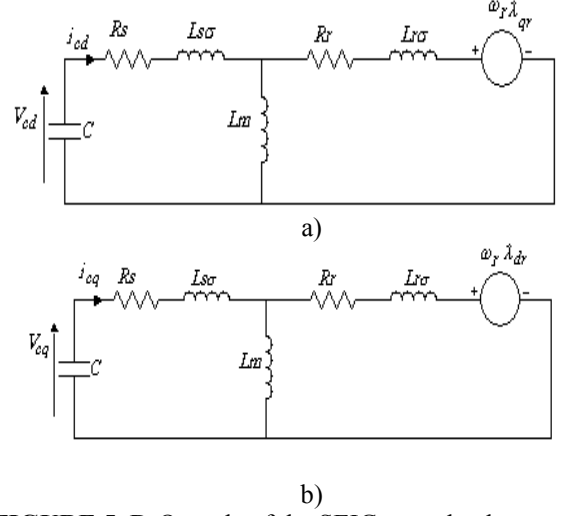 ω_r λ_qr
i_cd Rs Lsσ Rr Lrσ
+ -
V_cd C Lm
a)
ω_r λ_dr
i_cq Rs Lsσ Rr Lrσ
+ -
V_cq C Lm
b)